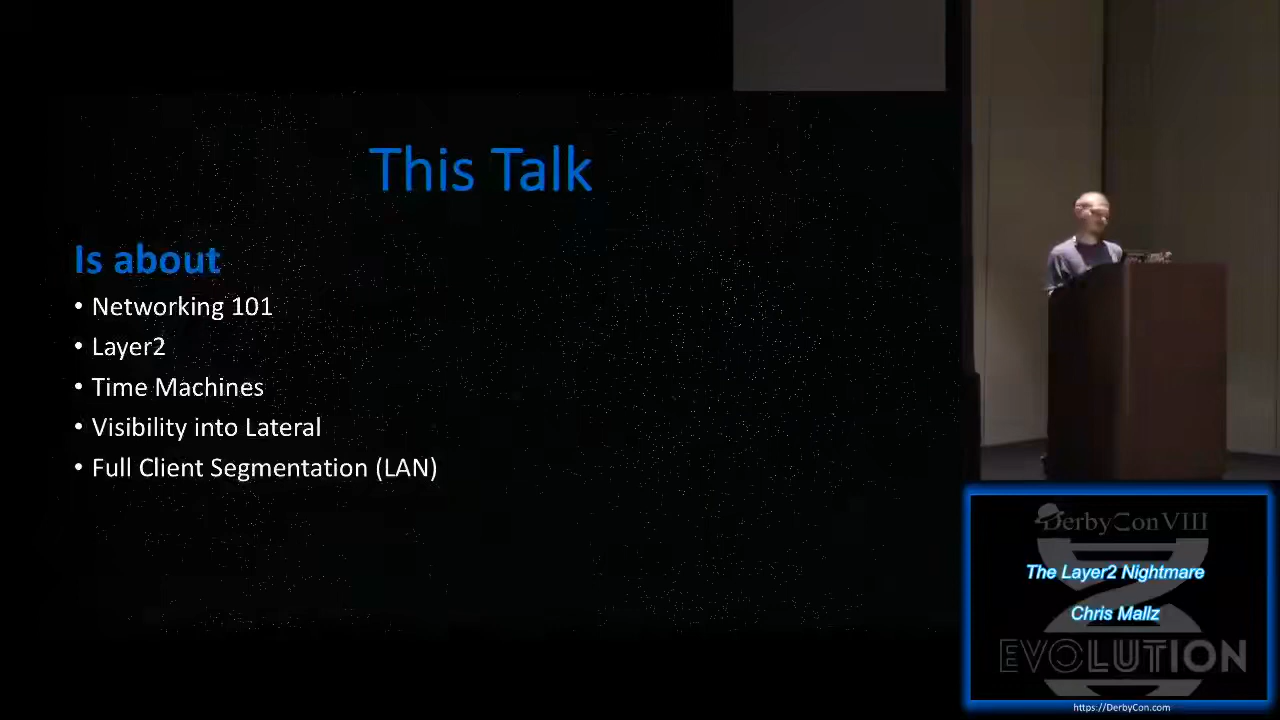 This Talk
Is about
• Networking 101
• Layer2
• Time Machines
• Visibility into Lateral
• Full Client Segmentation (LAN)
DerbyCon VIII
The Layer2 Nightmare
Chris Mallz
EVOLUTION
https://DerbyCon.com